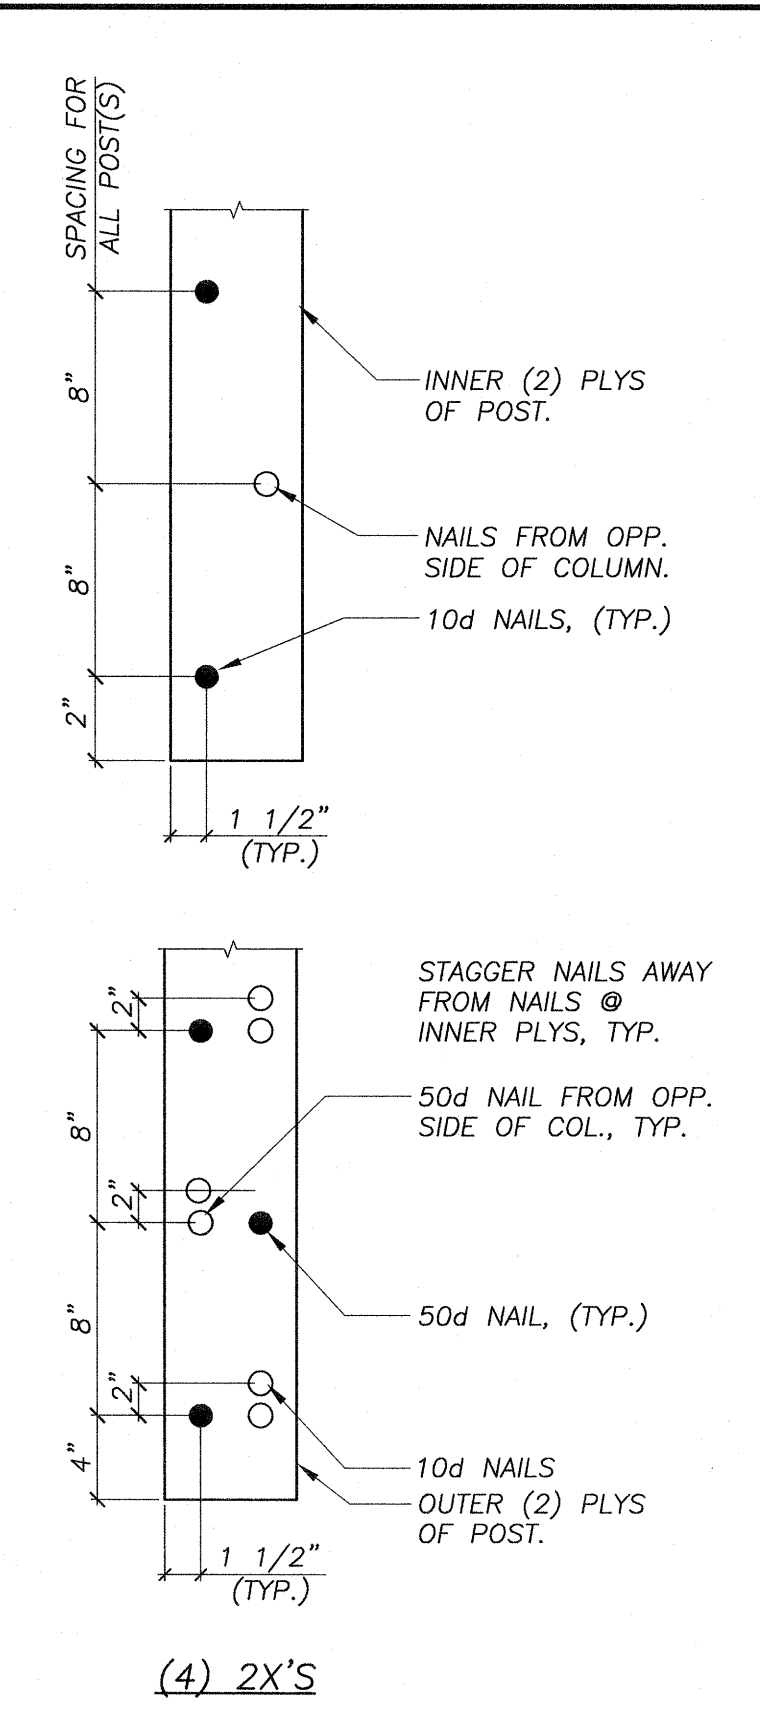 SPACING FOR
ALL POST(S)
8"
INNER (2) PLYS
OF POST.
8"
NAILS FROM OPP.
SIDE OF COLUMN.
10d NAILS, (TYP.)
2"
1 1/2"
(TYP.)
2"
STAGGER NAILS AWAY
FROM NAILS @
INNER PLYS, TYP.
8"
50d NAIL FROM OPP.
SIDE OF COL., TYP.
2"
8"
50d NAIL, (TYP.)
2"
4"
10d NAILS
OUTER (2) PLYS
OF POST.
1 1/2"
(TYP.)
(4) 2X'S